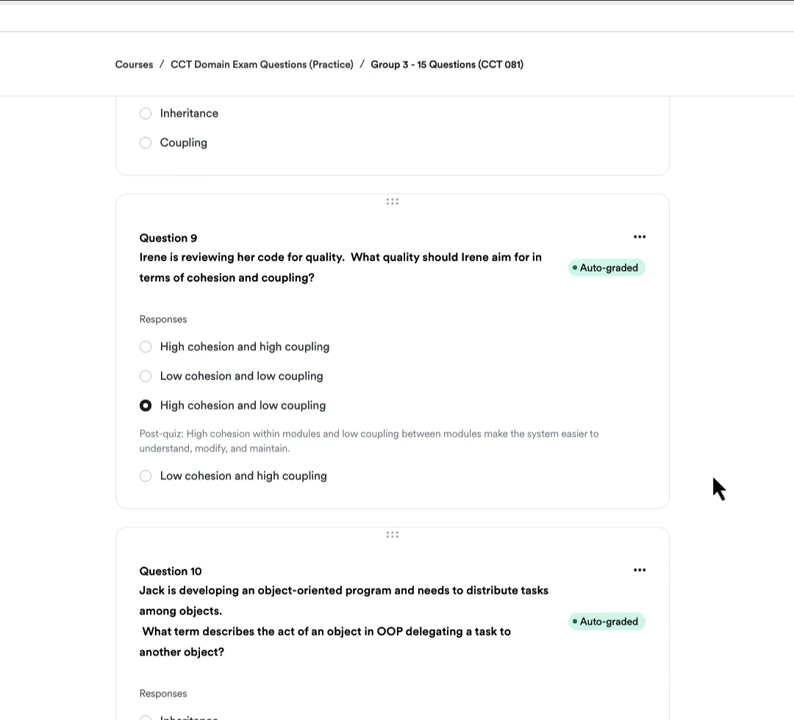 Courses / CCT Domain Exam Questions (Practice) / Group 3 - 15 Questions (CCT 081)
Inheritance
Coupling
Question 9
Irene is reviewing her code for quality.  What quality should Irene aim for in
terms of cohesion and coupling?
Auto-graded
Responses
High cohesion and high coupling
Low cohesion and low coupling
High cohesion and low coupling
Post-quiz: High cohesion within modules and low coupling between modules make the system easier to
understand, modify, and maintain.
Low cohesion and high coupling
Question 10
Jack is developing an object-oriented program and needs to distribute tasks
among objects.
What term describes the act of an object in OOP delegating a task to
another object?
Auto-graded
Responses